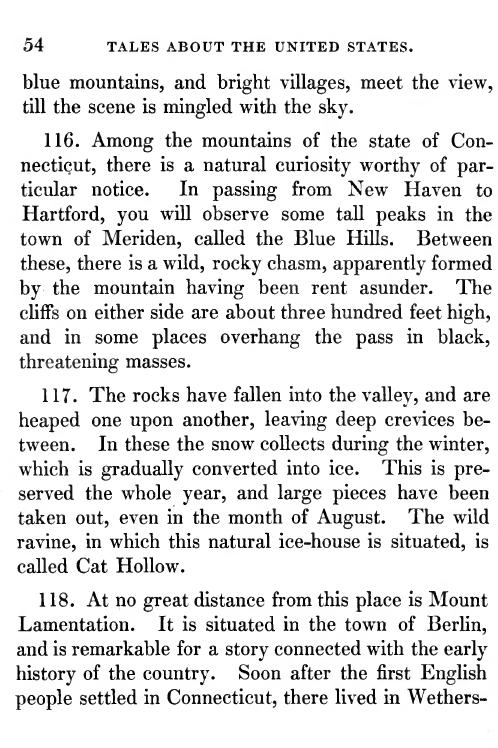 54 TALES ABOUT THE UNITED STATES.
blue mountains, and bright villages, meet the view,
till the scene is mingled with the sky.
116. Among the mountains of the state of Con-
necticut, there is a natural curiosity worthy of par-
ticular notice. In passing from New Haven to
Hartford, you will observe some tall peaks in the
town of Meriden, called the Blue Hills. Between
these, there is a wild, rocky chasm, apparently formed
by the mountain having been rent asunder. The
cliffs on either side are about three hundred feet high,
and in some places overhang the pass in black,
threatening masses.
117. The rocks have fallen into the valley, and are
heaped one upon another, leaving deep crevices be-
tween. In these the snow collects during the winter,
which is gradually converted into ice. This is pre-
served the whole year, and large pieces have been
taken out, even in the month of August. The wild
ravine, in which this natural ice-house is situated, is
called Cat Hollow.
118. At no great distance from this place is Mount
Lamentation. It is situated in the town of Berlin,
and is remarkable for a story connected with the early
history of the country. Soon after the first English
people settled in Connecticut, there lived in Wethers-